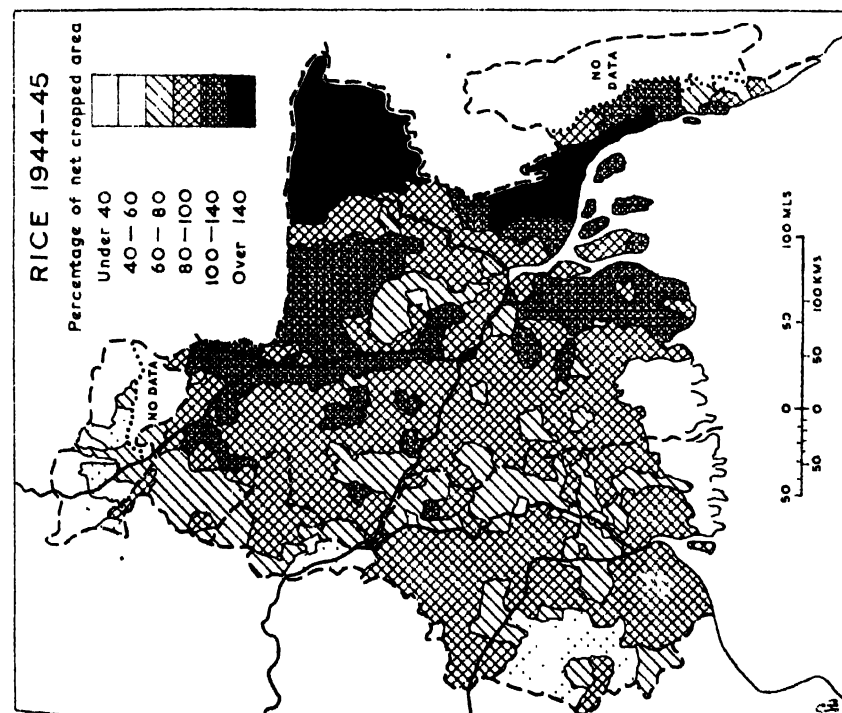 RICE 1944-45
Percentage of net cropped area
Under 40
40-60
60-80
80-100
100-140
Over 140
NO DATA
NO
DATA
50 0 50 100 MLS
50 0 50 100 KMS